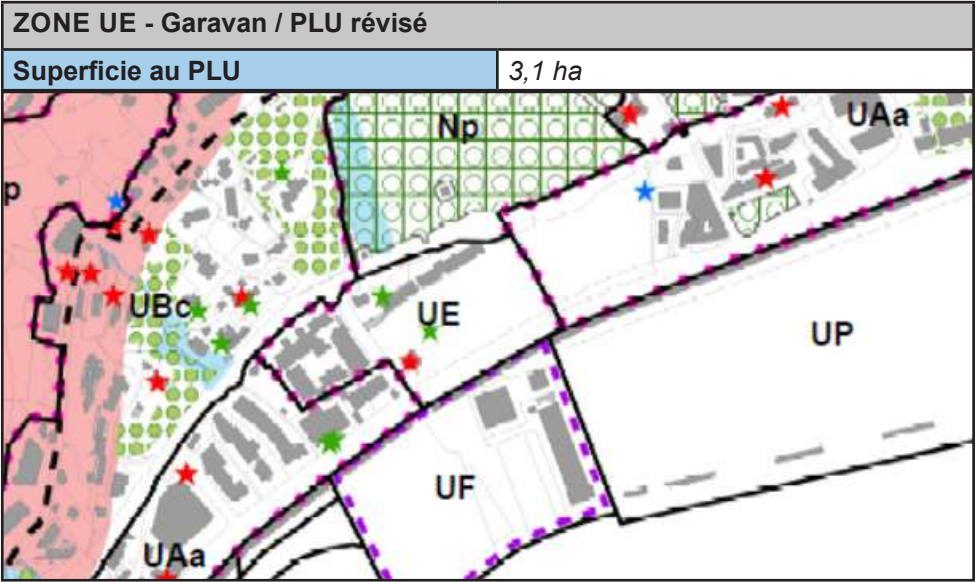 ZONE UE - Garavan / PLU révisé
Superficie au PLU 3,1 ha
Np
UAa
p
UBc
UE
UP
UF
UAa